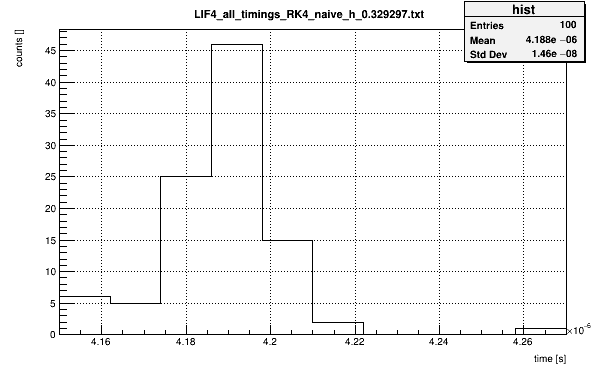 LIF4_all_timings_RK4_naive_h_0.329297.txt
hist
Entries 100
Mean 4.188e −06
Std Dev 1.46e −08
counts []
45
40
35
30
25
20
15
10
5
0
4.16 4.18 4.2 4.22 4.24 4.26
×10⁻⁶
time [s]